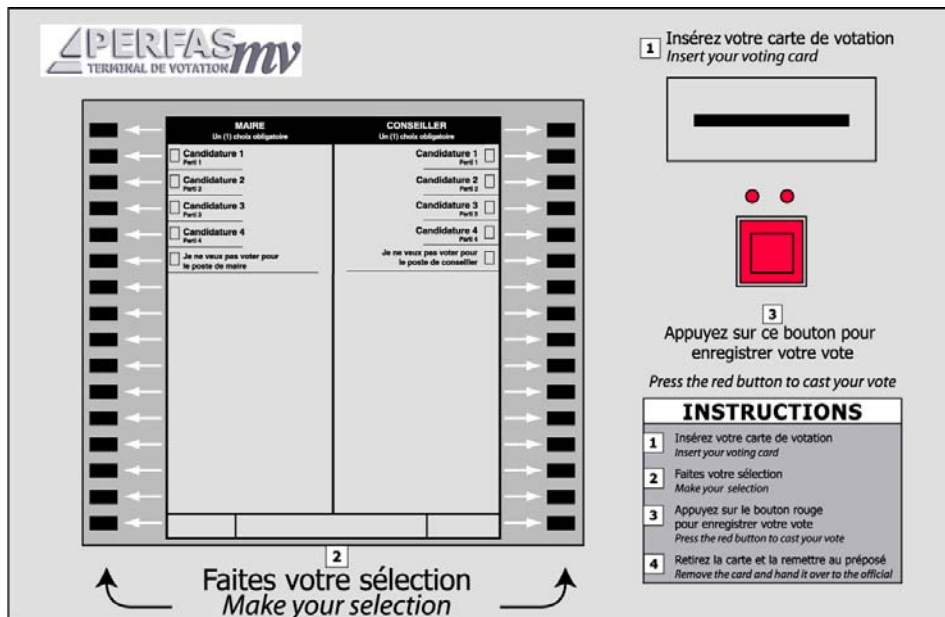 PERFAS mv
TERMINAL DE VOTATION
1 Insérez votre carte de votation
Insert your voting card
MAIRE
Un (1) choix obligatoire
Candidature 1
Parti 1
Candidature 2
Parti 2
Candidature 3
Parti 3
Candidature 4
Parti 4
Je ne veux pas voter pour
le poste de maire
CONSEILLER
Un (1) choix obligatoire
Candidature 1
Parti 1
Candidature 2
Parti 2
Candidature 3
Parti 3
Candidature 4
Parti 4
Je ne veux pas voter pour
le poste de conseiller
2
Faites votre sélection
Make your selection
3
Appuyez sur ce bouton pour
enregistrer votre vote
Press the red button to cast your vote
INSTRUCTIONS
1 Insérez votre carte de votation
Insert your voting card
2 Faites votre sélection
Make your selection
3 Appuyez sur le bouton rouge
pour enregistrer votre vote
Press the red button to cast your vote
4 Retirez la carte et la remettre au préposé
Remove the card and hand it over to the official